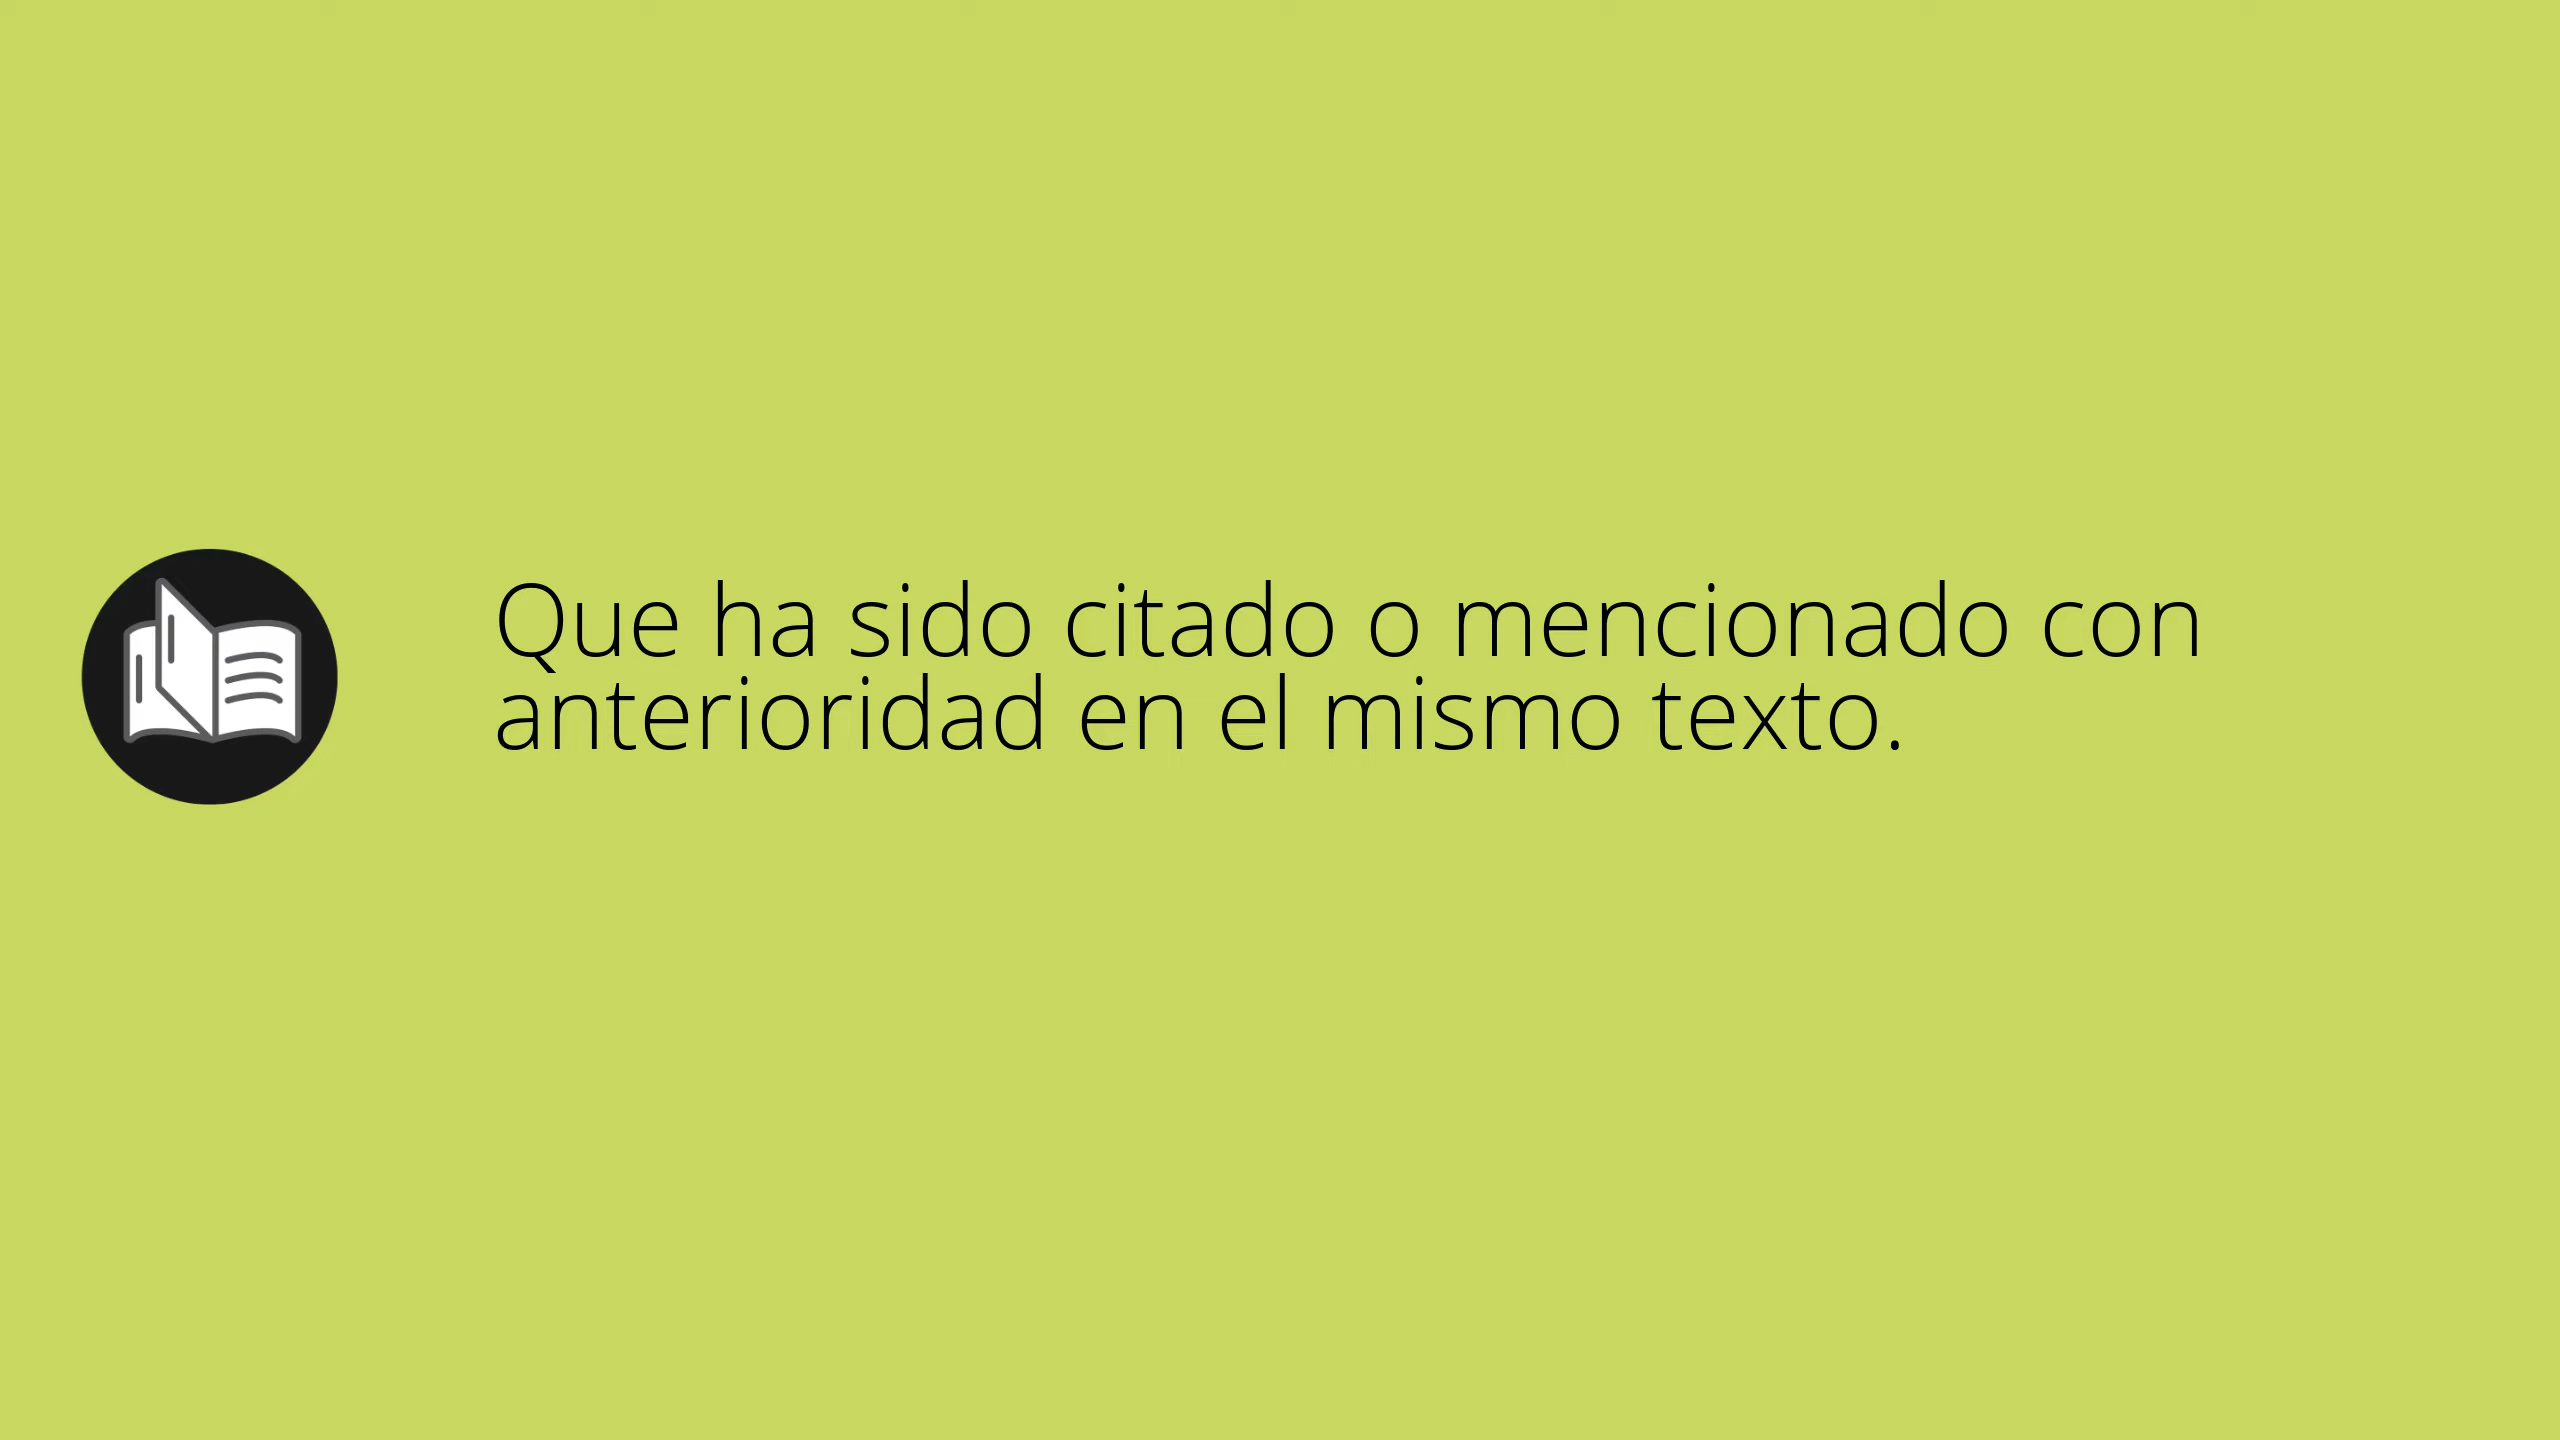 Que ha sido citado o mencionado con
anterioridad en el mismo texto.